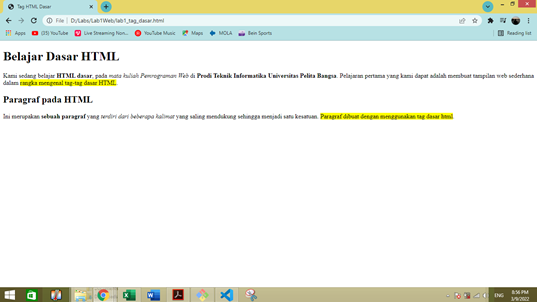 Tag HTML Dasar
File D:/Labs/Lab1Web/lab1_tag_dasar.html
Apps (33) YouTube Live Streaming Non... YouTube Music Maps MOLA Bein Sports Reading list
Belajar Dasar HTML
Kami sedang belajar HTML dasar, pada mata kuliah Pemrograman Web di Prodi Teknik Informatika Universitas Pelita Bangsa. Pelajaran pertama yang kami dapat adalah membuat tampilan web sederhana
dalam rangka mengenal tag-tag dasar HTML.
Paragraf pada HTML
Ini merupakan sebuah paragraf yang terdiri dari beberapa kalimat yang saling mendukung sehingga menjadi satu kesatuan. Paragraf dibuat dengan menggunakan tag dasar html.
ENG
8:56 PM
3/9/2022